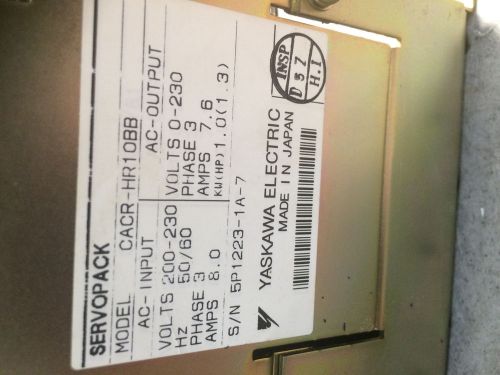 SERVOPACK
MODEL CACR-HR10BB
AC-INPUT AC-OUTPUT
VOLTS 200-230 VOLTS 0-230
Hz 50/60 PHASE 3
PHASE 3 AMPS 7.6
AMPS 8.0 KW(HP) 1.0(1.3)
S/N 5P1223-1A-7
YASKAWA ELECTRIC
MADE IN JAPAN
INSP
D37
H.I